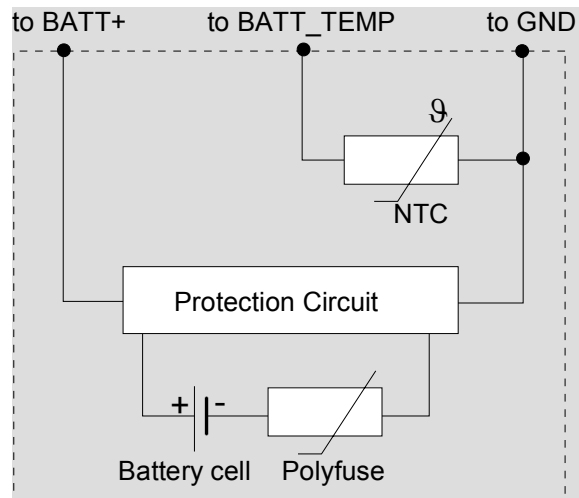 to BATT+ to BATT_TEMP to GND
ϑ
NTC
Protection Circuit
+ -
Battery cell Polyfuse